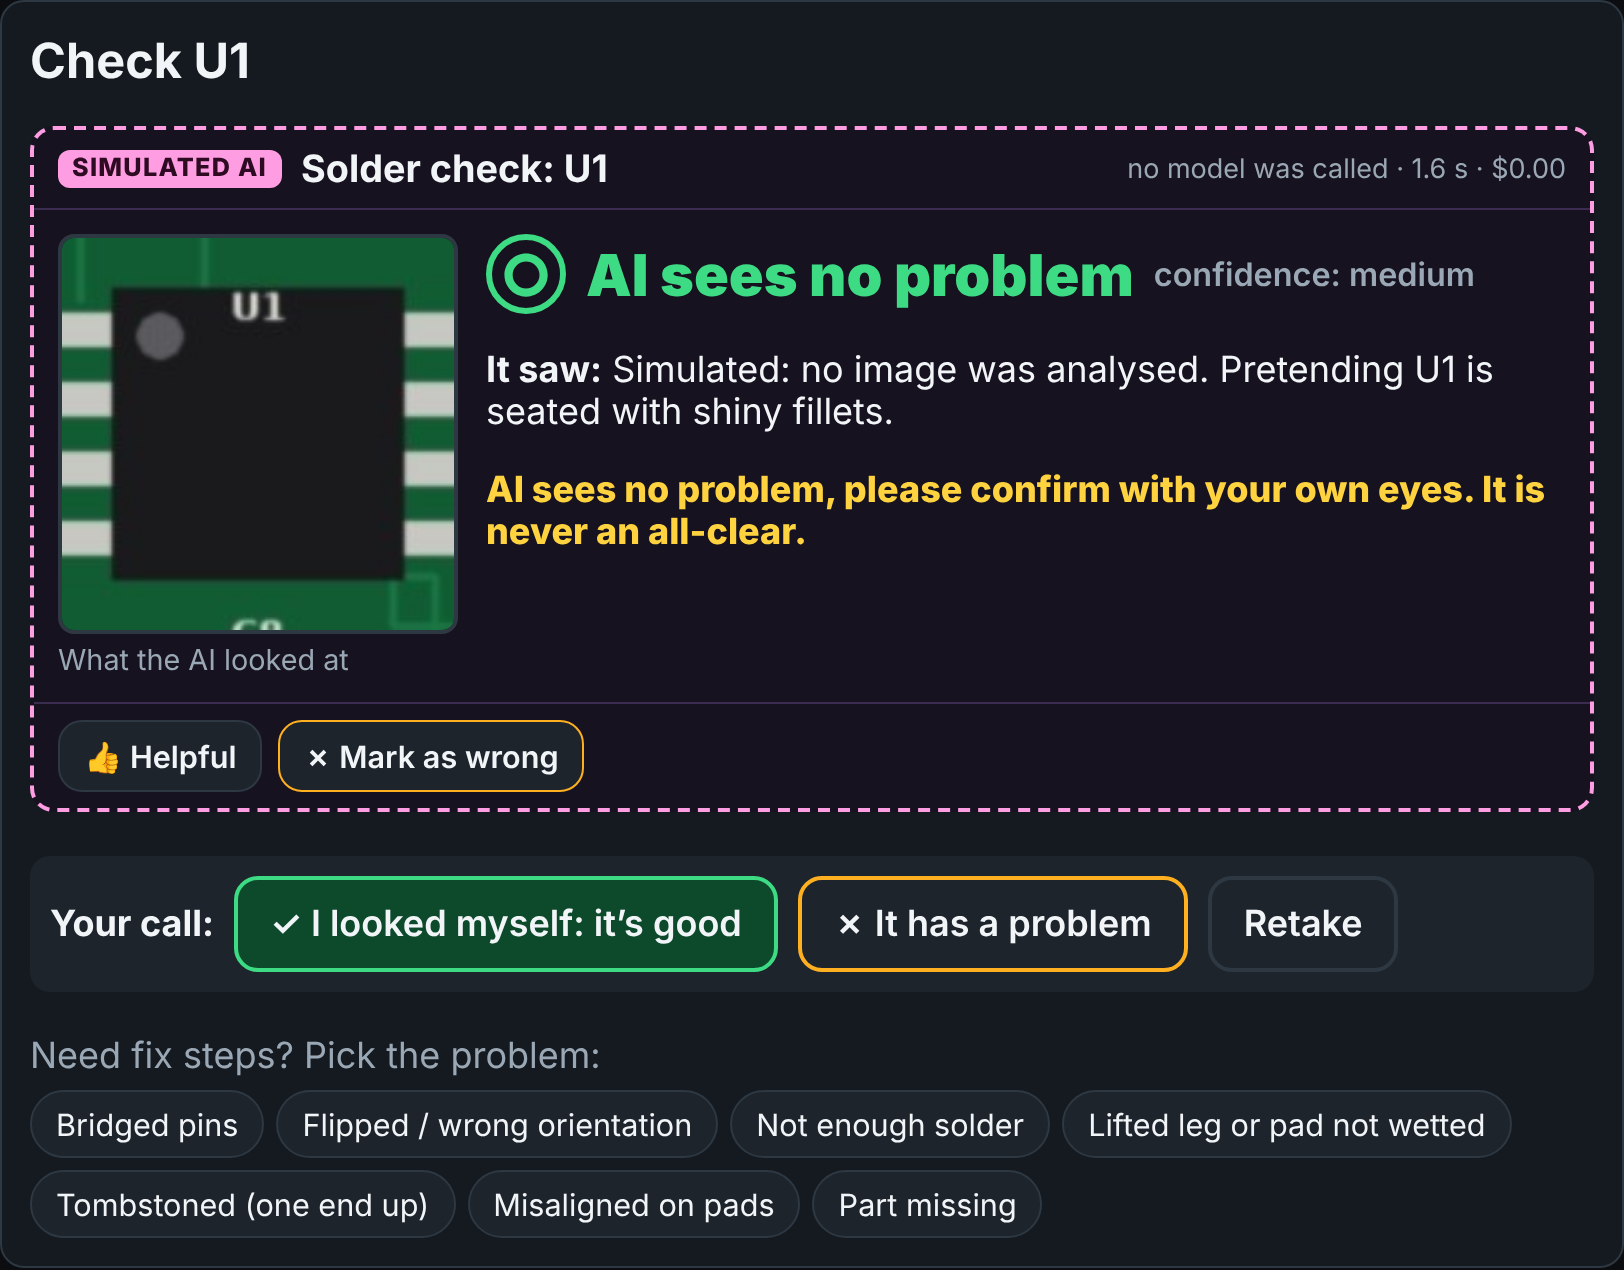 Check U1
SIMULATED AI Solder check: U1 no model was called · 1.6 s · $0.00
U1
AI sees no problem confidence: medium
It saw: Simulated: no image was analysed. Pretending U1 is
seated with shiny fillets.
AI sees no problem, please confirm with your own eyes. It is
never an all-clear.
What the AI looked at
👍 Helpful × Mark as wrong
Your call: ✓ I looked myself: it’s good × It has a problem Retake
Need fix steps? Pick the problem:
Bridged pins Flipped / wrong orientation Not enough solder Lifted leg or pad not wetted
Tombstoned (one end up) Misaligned on pads Part missing